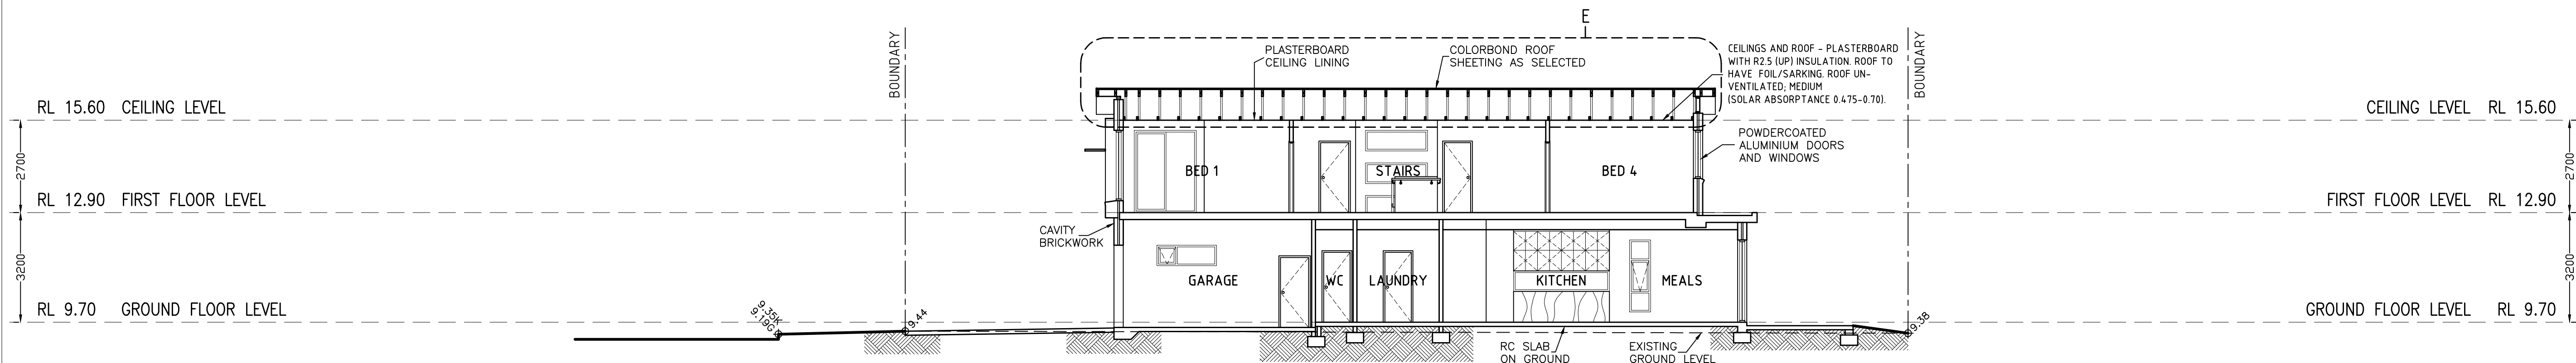 E
BOUNDARY
PLASTERBOARD
CEILING LINING
COLORBOND ROOF
SHEETING AS SELECTED
CEILINGS AND ROOF - PLASTERBOARD
WITH R2.5 (UP) INSULATION. ROOF TO
HAVE FOIL/SARKING. ROOF UN-
VENTILATED; MEDIUM
(SOLAR ABSORPTANCE 0.475-0.70).
BOUNDARY
RL 15.60 CEILING LEVEL
CEILING LEVEL RL 15.60
POWDERCOATED
ALUMINIUM DOORS
AND WINDOWS
2700
2700
BED 1
STAIRS
BED 4
RL 12.90 FIRST FLOOR LEVEL
FIRST FLOOR LEVEL RL 12.90
CAVITY
BRICKWORK
3200
3200
GARAGE
WC
LAUNDRY
KITCHEN
MEALS
RL 9.70 GROUND FLOOR LEVEL
GROUND FLOOR LEVEL RL 9.70
9.35K
9.19G
9.44
9.38
RC SLAB
ON GROUND
EXISTING
GROUND LEVEL